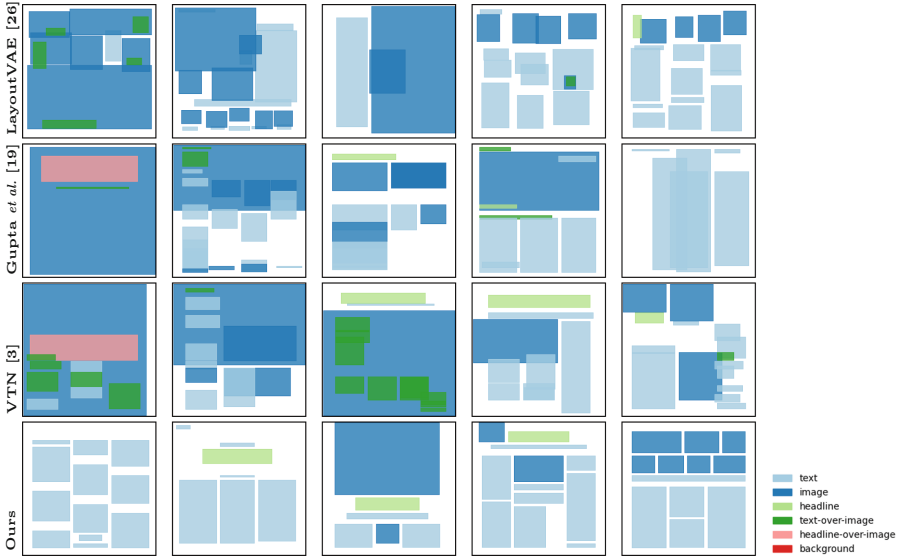 LayoutVAE [26]
Gupta et al. [19]
VTN [3]
Ours
text
image
headline
text-over-image
headline-over-image
background